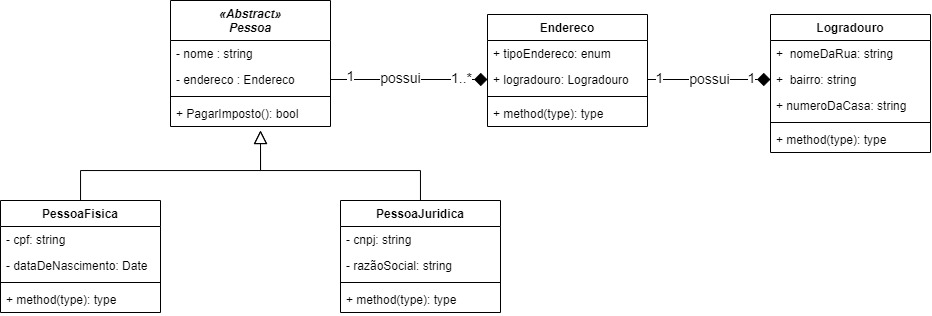 «Abstract»
Pessoa
- nome : string
- endereco : Endereco
+ PagarImposto(): bool
1 possui 1..*
Endereco
+ tipoEndereco: enum
+ logradouro: Logradouro
+ method(type): type
1 possui 1
Logradouro
+ nomeDaRua: string
+ bairro: string
+ numeroDaCasa: string
+ method(type): type
PessoaFisica
- cpf: string
- dataDeNascimento: Date
+ method(type): type
PessoaJuridica
- cnpj: string
- razãoSocial: string
+ method(type): type